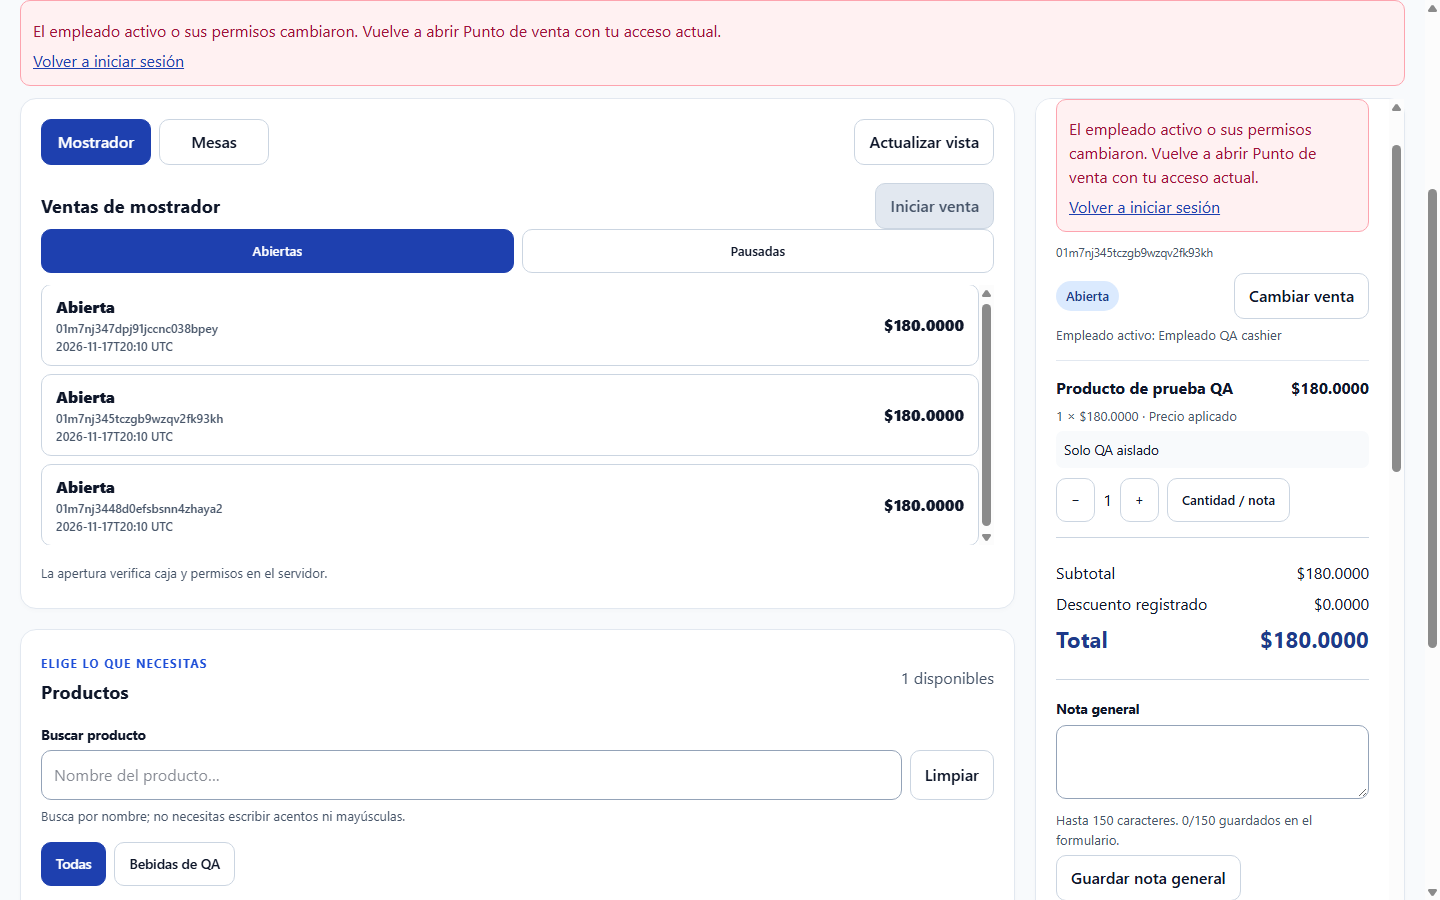 El empleado activo o sus permisos cambiaron. Vuelve a abrir Punto de venta con tu acceso actual.
Volver a iniciar sesión
Mostrador
Mesas
Actualizar vista
Ventas de mostrador
Iniciar venta
Abiertas
Pausadas
Abierta
01m7nj347dpj91jccnc038bpey
2026-11-17T20:10 UTC
$180.0000
Abierta
01m7nj345tczgb9wzqv2fk93kh
2026-11-17T20:10 UTC
$180.0000
Abierta
01m7nj3448d0efsbsnn4zhaya2
2026-11-17T20:10 UTC
$180.0000
La apertura verifica caja y permisos en el servidor.
ELIGE LO QUE NECESITAS
Productos
1 disponibles
Buscar producto
Nombre del producto...
Limpiar
Busca por nombre; no necesitas escribir acentos ni mayúsculas.
Todas
Bebidas de QA
El empleado activo o sus permisos
cambiaron. Vuelve a abrir Punto de
venta con tu acceso actual.
Volver a iniciar sesión
01m7nj345tczgb9wzqv2fk93kh
Abierta
Cambiar venta
Empleado activo: Empleado QA cashier
Producto de prueba QA
$180.0000
1 × $180.0000 · Precio aplicado
Solo QA aislado
− 1 +
Cantidad / nota
Subtotal
$180.0000
Descuento registrado
$0.0000
Total
$180.0000
Nota general
Hasta 150 caracteres. 0/150 guardados en el
formulario.
Guardar nota general